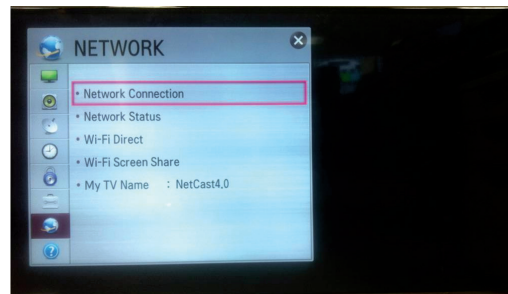 NETWORK
• Network Connection
• Network Status
• Wi-Fi Direct
• Wi-Fi Screen Share
• My TV Name : NetCast4.0